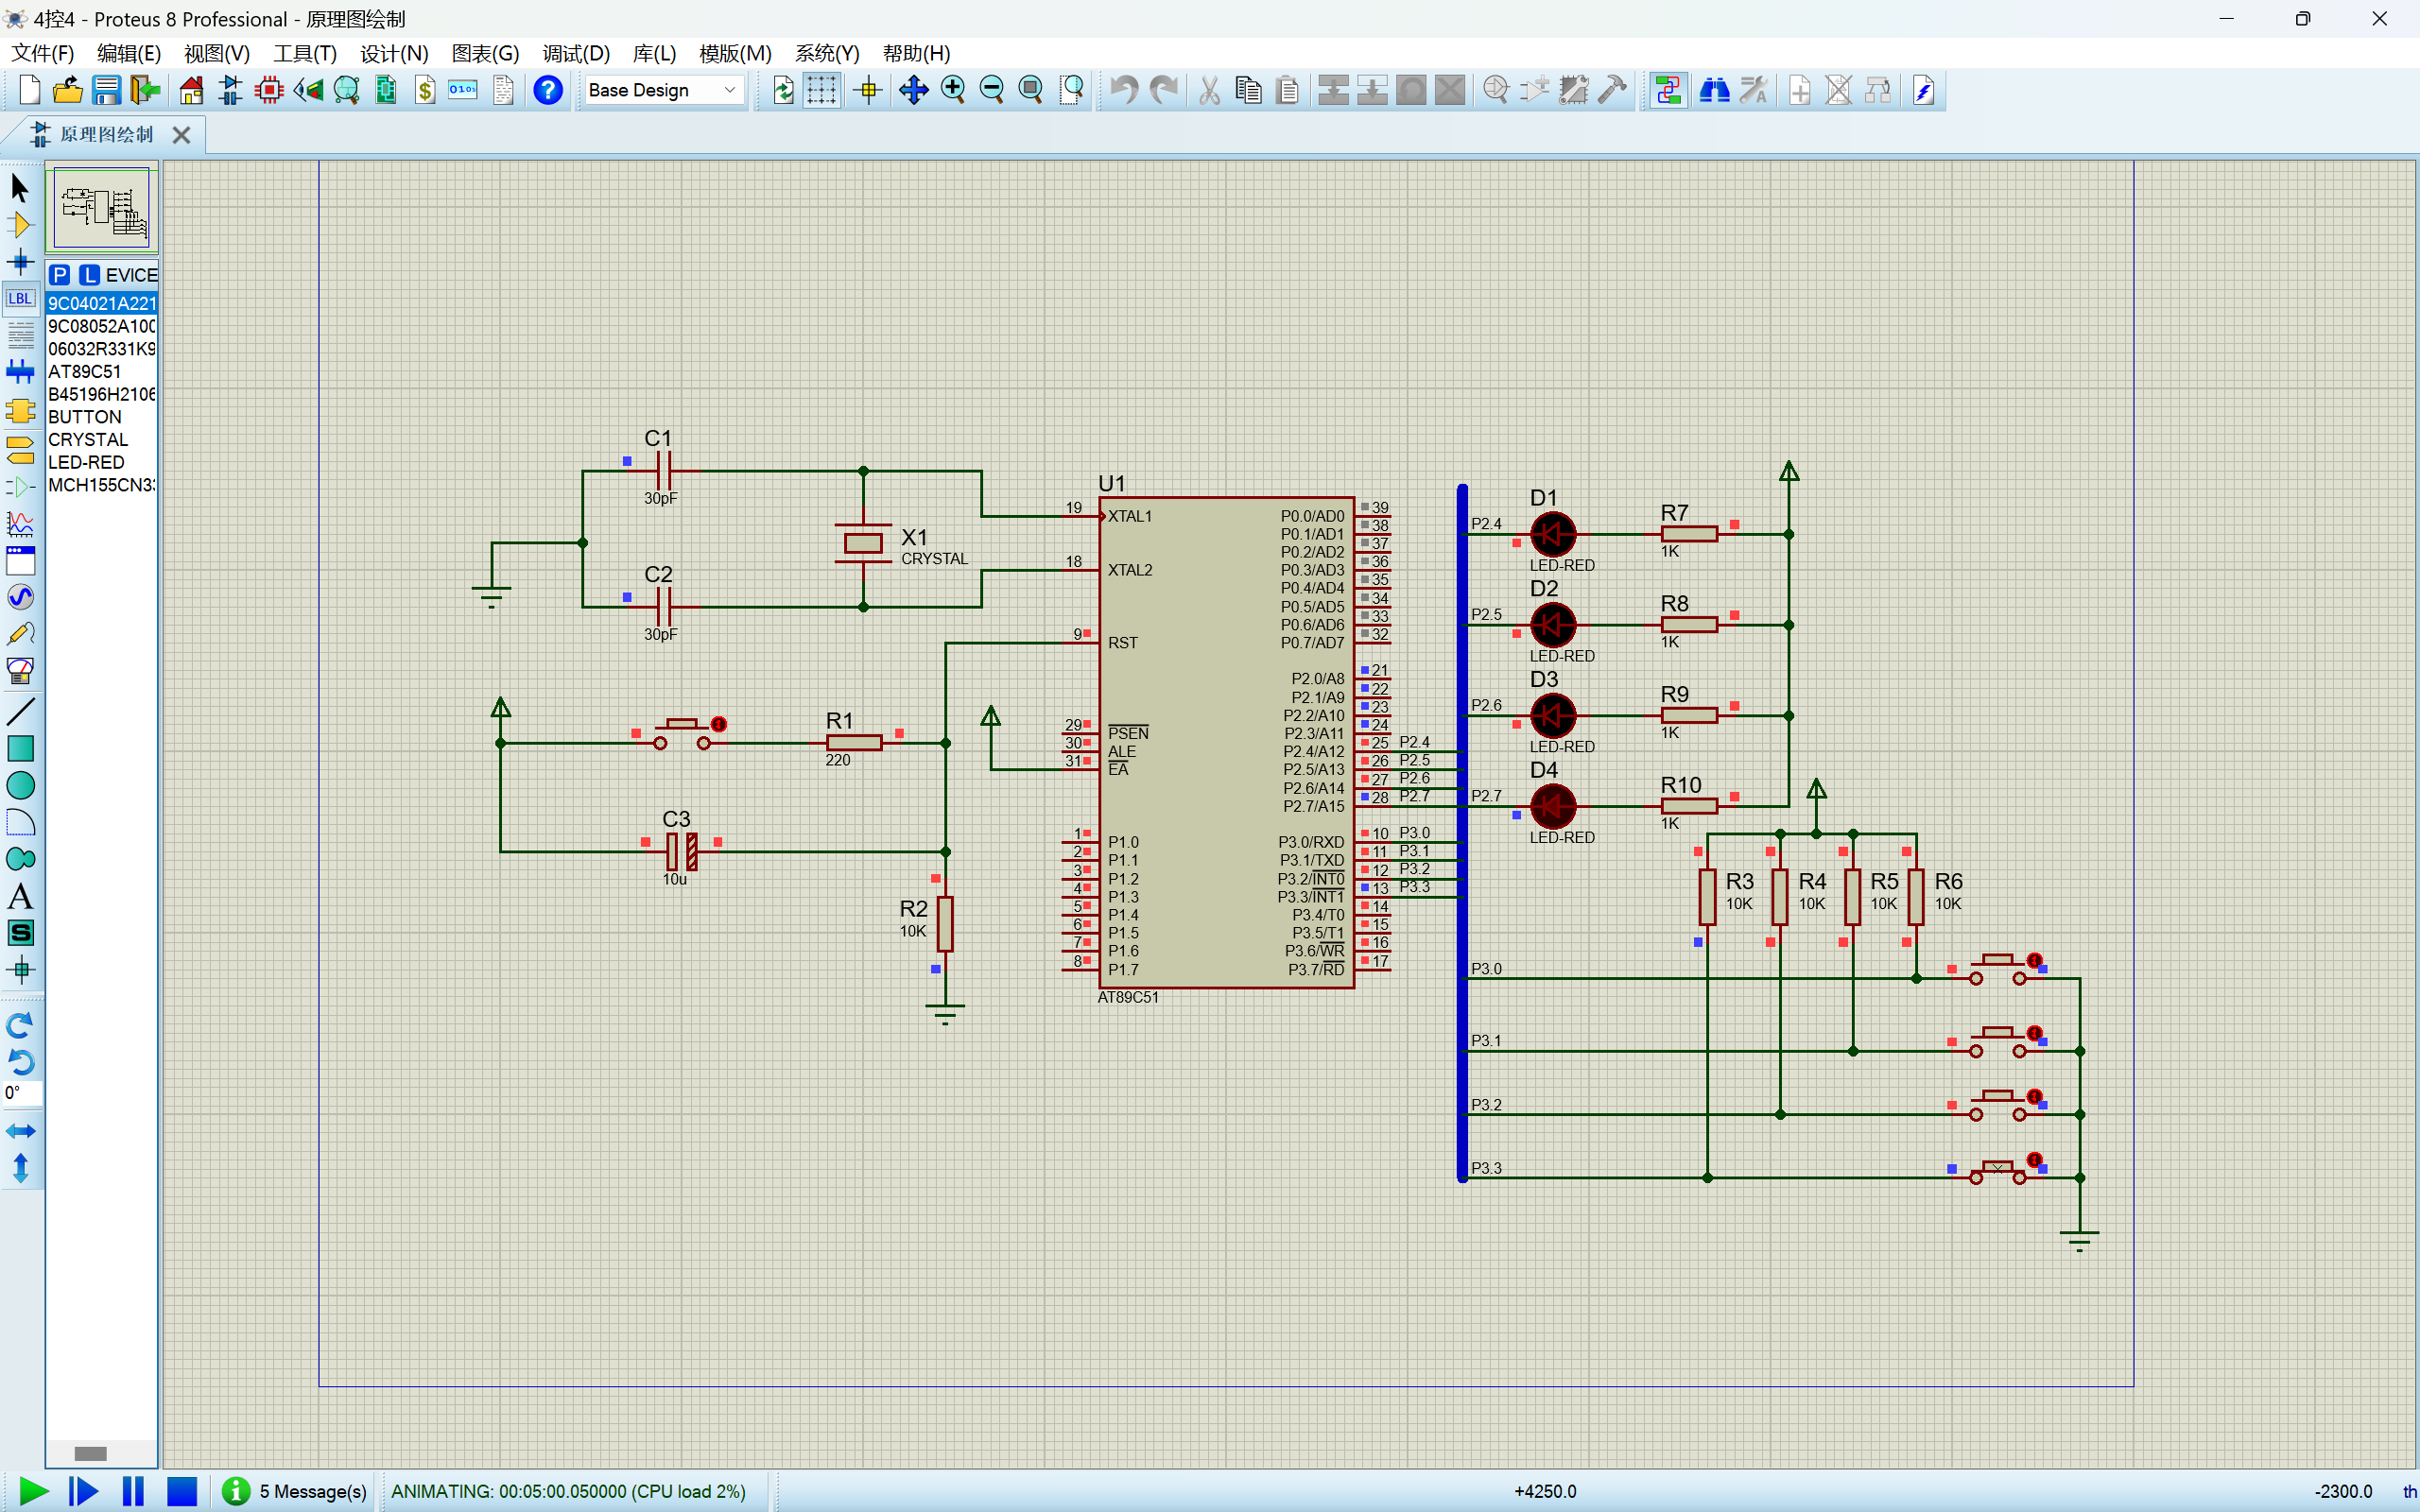 4控4 - Proteus 8 Professional - 原理图绘制
文件(F) 编辑(E) 视图(V) 工具(T) 设计(N) 图表(G) 调试(D) 库(L) 模版(M) 系统(Y) 帮助(H)
Base Design
原理图绘制
P L EVICE
LBL
9C04021A221
9C08052A100
06032R331K9
AT89C51
B45196H2106
BUTTON
CRYSTAL
LED-RED
MCH155CN33
0°
C1
30pF
C2
30pF
X1
CRYSTAL
R1
220
C3
10u
R2
10K
U1
19 XTAL1
18 XTAL2
9 RST
29 PSEN
30 ALE
31 EA
1 P1.0
2 P1.1
3 P1.2
4 P1.3
5 P1.4
6 P1.5
7 P1.6
8 P1.7
P0.0/AD0 39
P0.1/AD1 38
P0.2/AD2 37
P0.3/AD3 36
P0.4/AD4 35
P0.5/AD5 34
P0.6/AD6 33
P0.7/AD7 32
P2.0/A8 21
P2.1/A9 22
P2.2/A10 23
P2.3/A11 24
P2.4/A12 25 P2.4
P2.5/A13 26 P2.5
P2.6/A14 27 P2.6
P2.7/A15 28 P2.7
P3.0/RXD 10 P3.0
P3.1/TXD 11 P3.1
P3.2/INT0 12 P3.2
P3.3/INT1 13 P3.3
P3.4/T0 14
P3.5/T1 15
P3.6/WR 16
P3.7/RD 17
AT89C51
P2.4 D1 R7
LED-RED 1K
P2.5 D2 R8
LED-RED 1K
P2.6 D3 R9
LED-RED 1K
P2.7 D4 R10
LED-RED 1K
R3 R4 R5 R6
10K 10K 10K 10K
P3.0
P3.1
P3.2
P3.3
5 Message(s) ANIMATING: 00:05:00.050000 (CPU load 2%) +4250.0 -2300.0 th